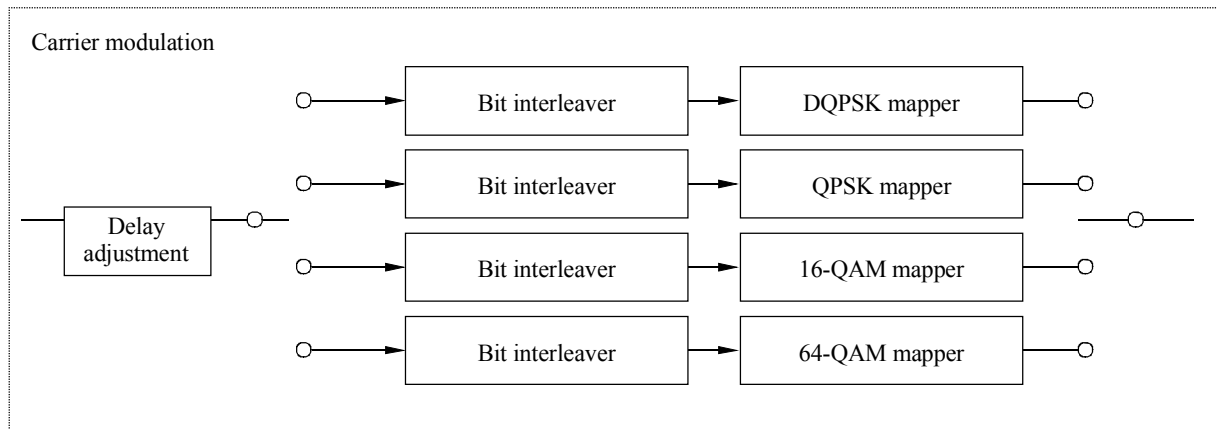 Carrier modulation
Bit interleaver
DQPSK mapper
Bit interleaver
QPSK mapper
Delay
adjustment
Bit interleaver
16-QAM mapper
Bit interleaver
64-QAM mapper